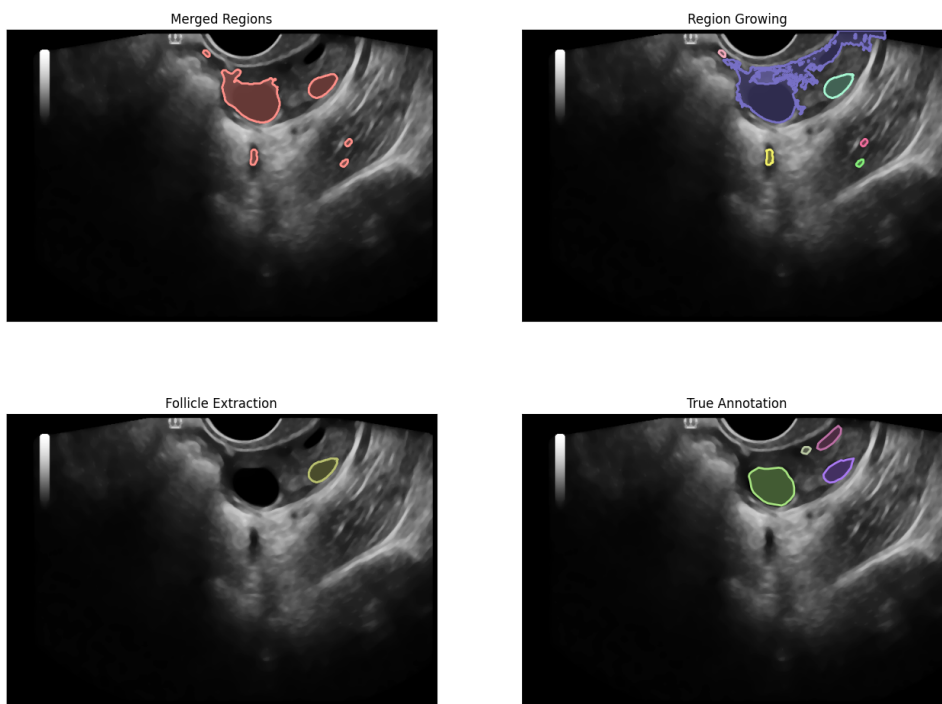 Merged Regions
Region Growing
Follicle Extraction
True Annotation